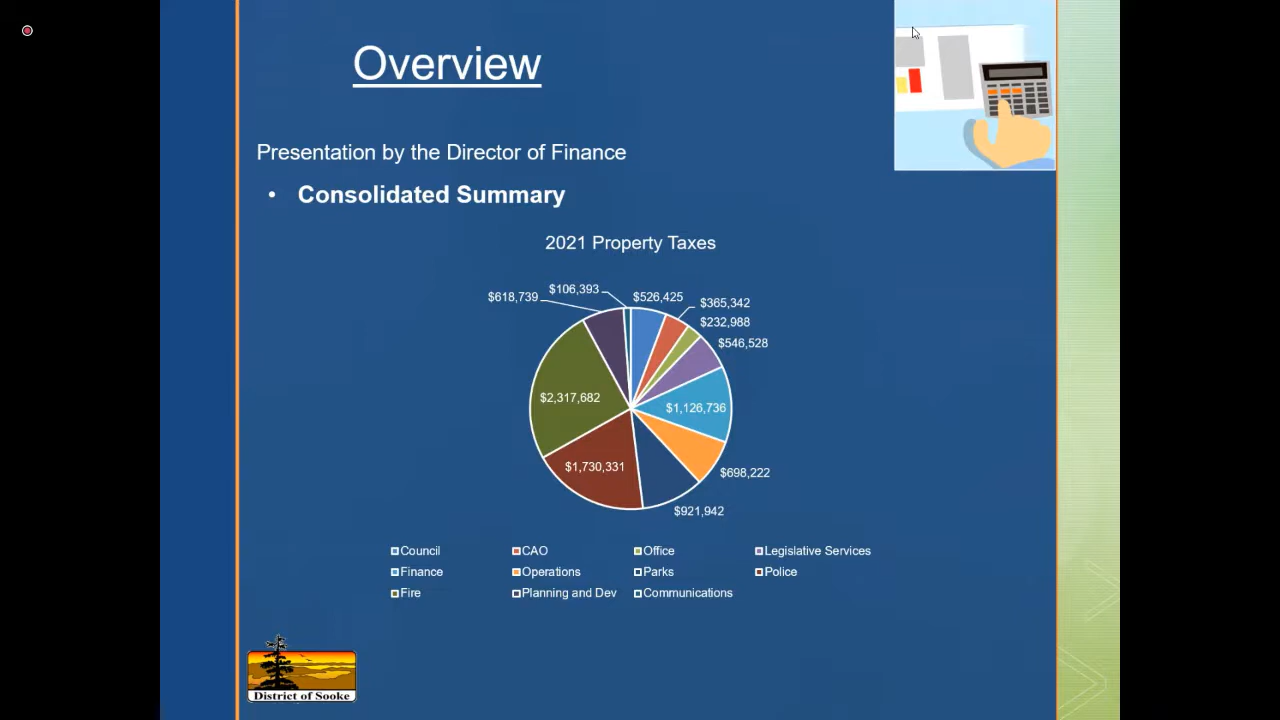 Overview
Presentation by the Director of Finance
• Consolidated Summary
2021 Property Taxes
$106,393
$526,425
$618,739
$365,342
$232,988
$546,528
$2,317,682
$1,126,736
$1,730,331
$698,222
$921,942
Council CAO Office Legislative Services
Finance Operations Parks Police
Fire Planning and Dev Communications
District of Sooke